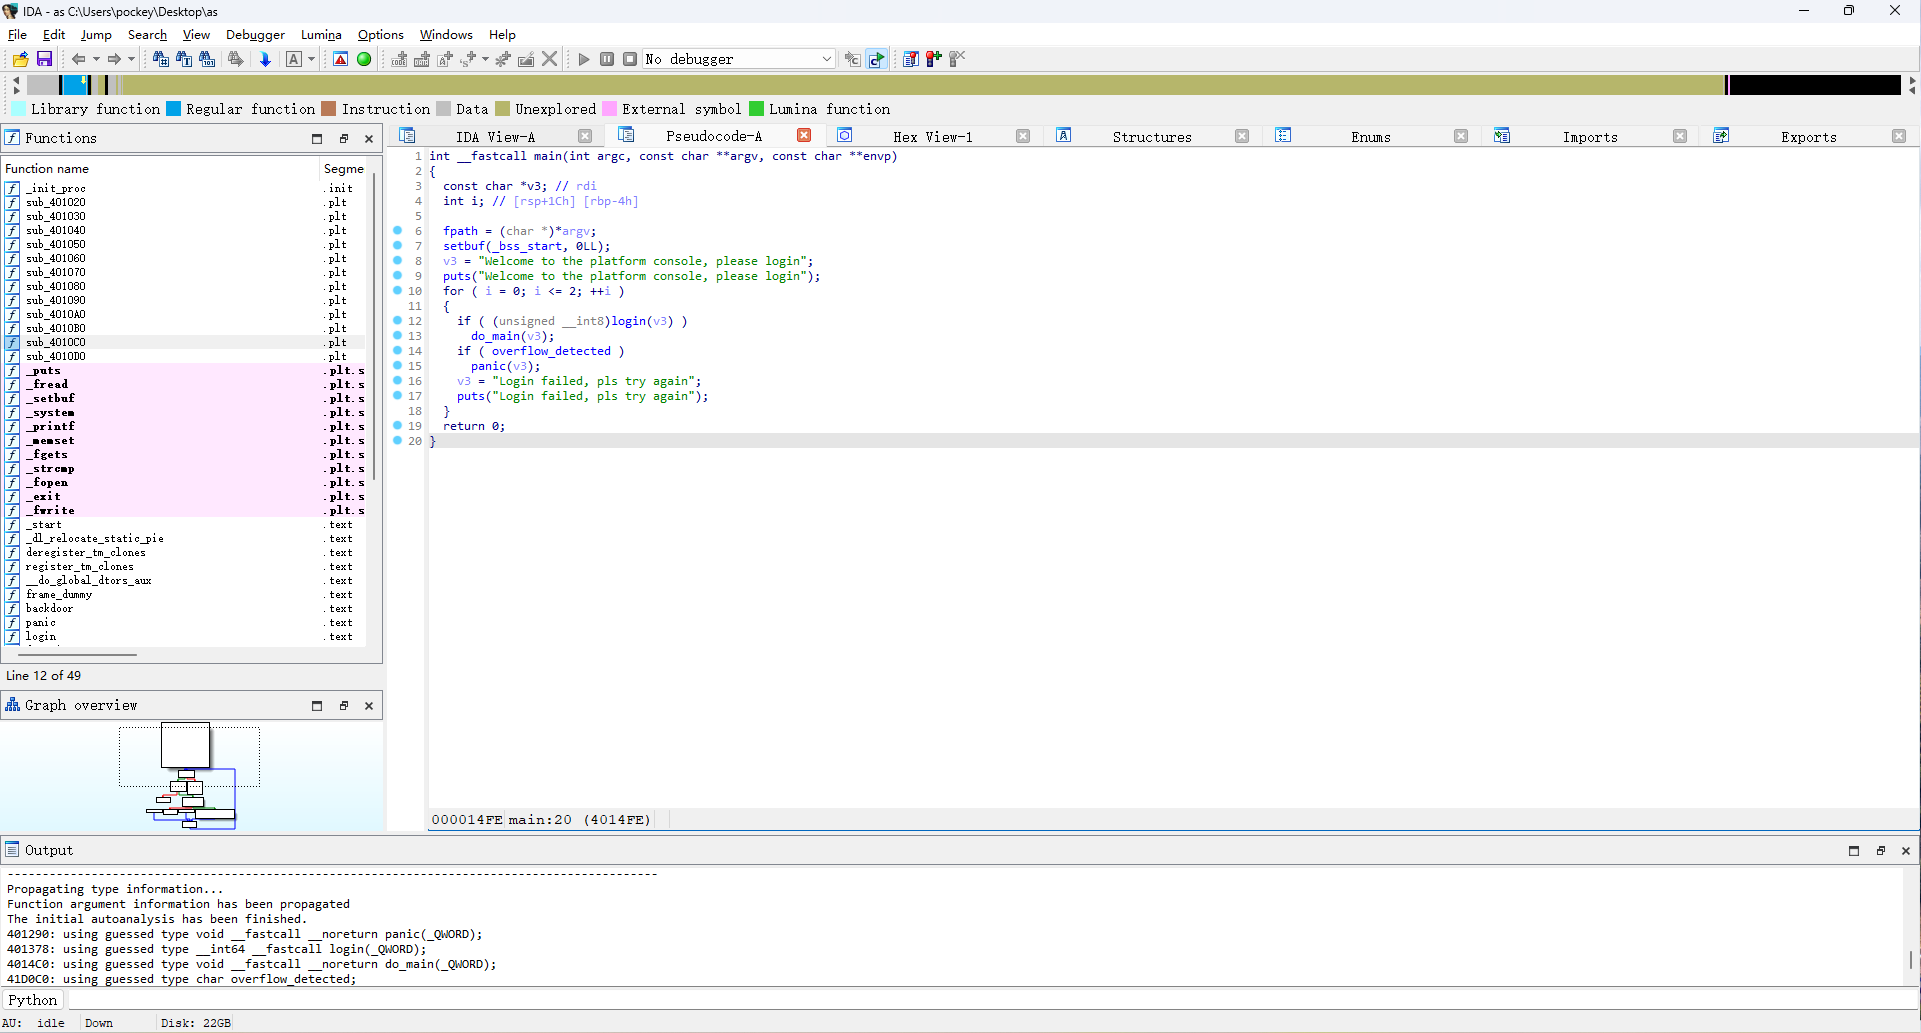 IDA - as C:\Users\pockey\Desktop\as
File Edit Jump Search View Debugger Lumina Options Windows Help
No debugger
Library function Regular function Instruction Data Unexplored External symbol Lumina function
Functions
Function name Segme
_init_proc .init
sub_401020 .plt
sub_401030 .plt
sub_401040 .plt
sub_401050 .plt
sub_401060 .plt
sub_401070 .plt
sub_401080 .plt
sub_401090 .plt
sub_4010A0 .plt
sub_4010B0 .plt
sub_4010C0 .plt
sub_4010D0 .plt
_puts .plt.s
_fread .plt.s
_setbuf .plt.s
_system .plt.s
_printf .plt.s
_memset .plt.s
_fgets .plt.s
_strcmp .plt.s
_fopen .plt.s
_exit .plt.s
_fwrite .plt.s
_start .text
_dl_relocate_static_pie .text
deregister_tm_clones .text
register_tm_clones .text
__do_global_dtors_aux .text
frame_dummy .text
backdoor .text
panic .text
login .text
Line 12 of 49
Graph overview
IDA View-A Pseudocode-A Hex View-1 Structures Enums Imports Exports
1 int __fastcall main(int argc, const char **argv, const char **envp)
2 {
3 const char *v3; // rdi
4 int i; // [rsp+1Ch] [rbp-4h]
5
6 fpath = (char *)*argv;
7 setbuf(_bss_start, 0LL);
8 v3 = "Welcome to the platform console, please login";
9 puts("Welcome to the platform console, please login");
10 for ( i = 0; i <= 2; ++i )
11 {
12 if ( (unsigned __int8)login(v3) )
13 do_main(v3);
14 if ( overflow_detected )
15 panic(v3);
16 v3 = "Login failed, pls try again";
17 puts("Login failed, pls try again");
18 }
19 return 0;
20 }
000014FE main:20 (4014FE)
Output
--------------------------------------------------------------------------------------------
Propagating type information...
Function argument information has been propagated
The initial autoanalysis has been finished.
401290: using guessed type void __fastcall __noreturn panic(_QWORD);
401378: using guessed type __int64 __fastcall login(_QWORD);
4014C0: using guessed type void __fastcall __noreturn do_main(_QWORD);
41D0C0: using guessed type char overflow_detected;
Python
AU: idle Down Disk: 22GB